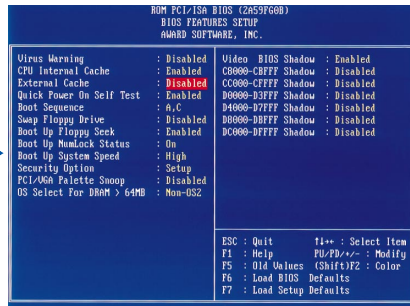 ROM PCI/ISA BIOS (2A59FG0B)
BIOS FEATURES SETUP
AWARD SOFTWARE, INC.
Virus Warning : Disabled
CPU Internal Cache : Enabled
External Cache : Disabled
Quick Power On Self Test : Enabled
Boot Sequence : A,C
Swap Floppy Drive : Disabled
Boot Up Floppy Seek : Enabled
Boot Up NumLock Status : On
Boot Up System Speed : High
Security Option : Setup
PCI/VGA Palette Snoop : Disabled
OS Select For DRAM > 64MB : Non-OS2
Video BIOS Shadow : Enabled
C8000-CBFFF Shadow : Disabled
CC000-CFFFF Shadow : Disabled
D0000-D3FFF Shadow : Disabled
D4000-D7FFF Shadow : Disabled
D8000-DBFFF Shadow : Disabled
DC000-DFFFF Shadow : Disabled
ESC : Quit ↑↓→← : Select Item
F1 : Help PU/PD/+/- : Modify
F5 : Old Values (Shift)F2 : Color
F6 : Load BIOS Defaults
F7 : Load Setup Defaults